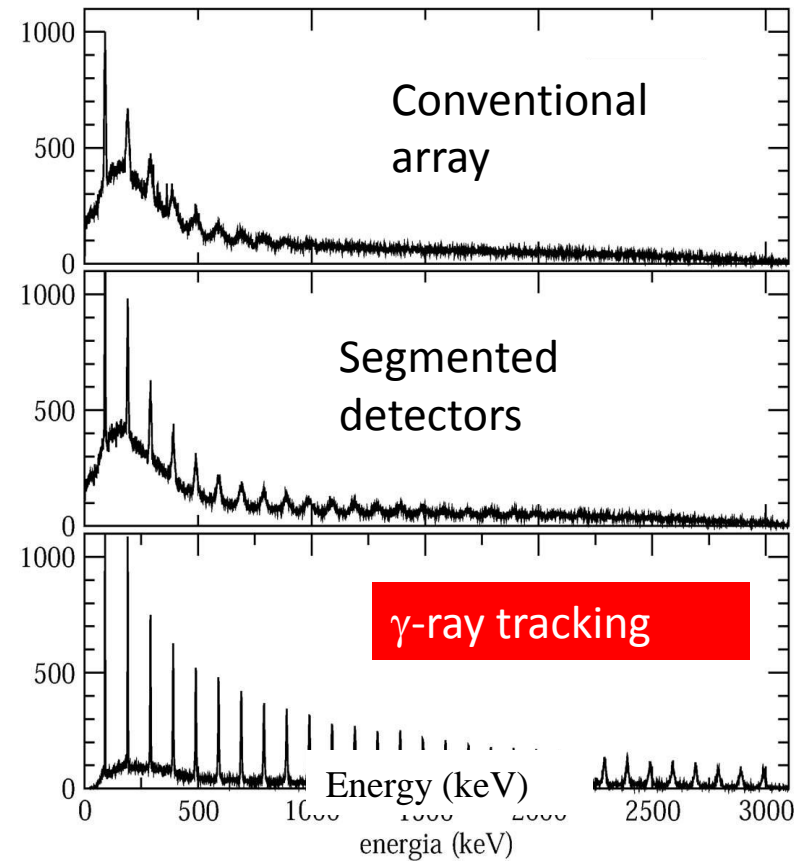 1000
500
0
Conventional
array
1000
500
0
Segmented
detectors
1000
500
0
γ-ray tracking
Energy (keV)
0 500 2500 3000
energia (keV)